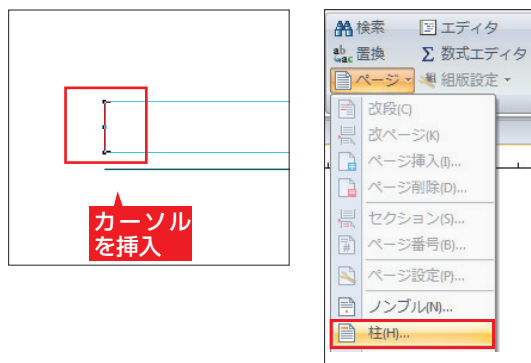 カーソル
を挿入
検索
エディタ
置換
Σ 数式エディタ
ページ
組版設定
改段(C)
改ページ(K)
ページ挿入(I)...
ページ削除(D)...
セクション(S)...
ページ番号(B)...
ページ設定(P)...
ノンブル(N)...
柱(H)...